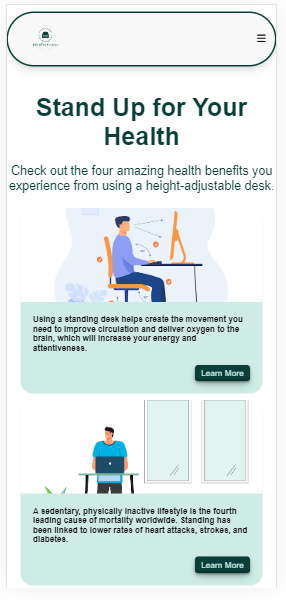 Stand Up for Your
Health
Check out the four amazing health benefits you
experience from using a height-adjustable desk.
Using a standing desk helps create the movement you
need to improve circulation and deliver oxygen to the
brain, which will increase your energy and
attentiveness.
Learn More
A sedentary, physically inactive lifestyle is the fourth
leading cause of mortality worldwide. Standing has
been linked to lower rates of heart attacks, strokes, and
diabetes.
Learn More